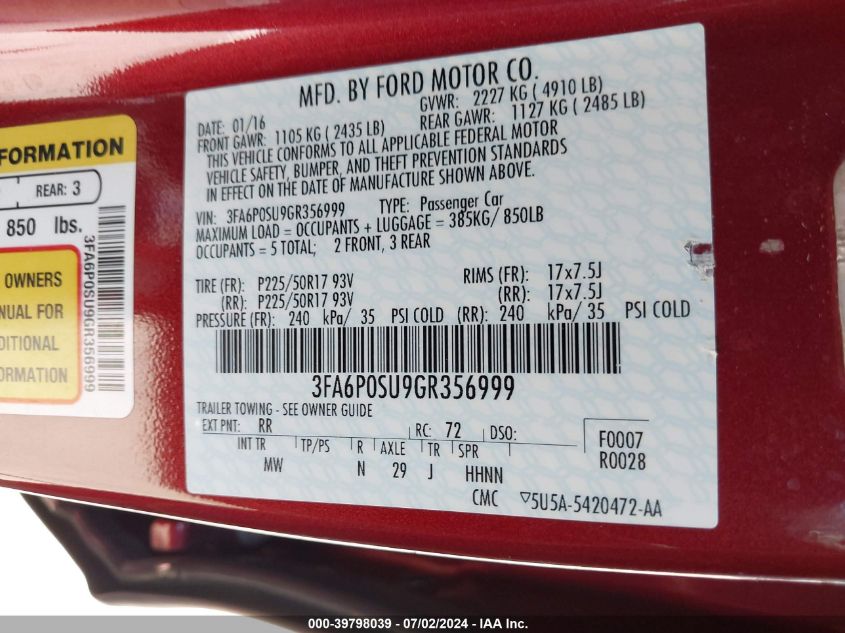 FORMATION
REAR: 3
850 lbs.
OWNERS
NUAL FOR
DITIONAL
FORMATION
3FA6P0SU9GR356999
MFD. BY FORD MOTOR CO.
DATE: 01/16 GVWR: 2227 KG ( 4910 LB)
FRONT GAWR: 1105 KG ( 2435 LB) REAR GAWR: 1127 KG ( 2485 LB)
THIS VEHICLE CONFORMS TO ALL APPLICABLE FEDERAL MOTOR
VEHICLE SAFETY, BUMPER, AND THEFT PREVENTION STANDARDS
IN EFFECT ON THE DATE OF MANUFACTURE SHOWN ABOVE.
VIN: 3FA6P0SU9GR356999 TYPE: Passenger Car
MAXIMUM LOAD = OCCUPANTS + LUGGAGE = 385KG/ 850LB
OCCUPANTS = 5 TOTAL; 2 FRONT, 3 REAR
TIRE (FR): P225/50R17 93V RIMS (FR): 17x7.5J
(RR): P225/50R17 93V (RR): 17x7.5J
PRESSURE (FR): 240 kPa/ 35 PSI COLD (RR): 240 kPa/ 35 PSI COLD
3FA6P0SU9GR356999
TRAILER TOWING - SEE OWNER GUIDE
EXT PNT: RR RC: 72 DSO:
INT TR TP/PS R AXLE TR SPR
MW N 29 J HHNN
F0007
R0028
CMC ▽5U5A-5420472-AA
000-39798039 - 07/02/2024 - IAA Inc.